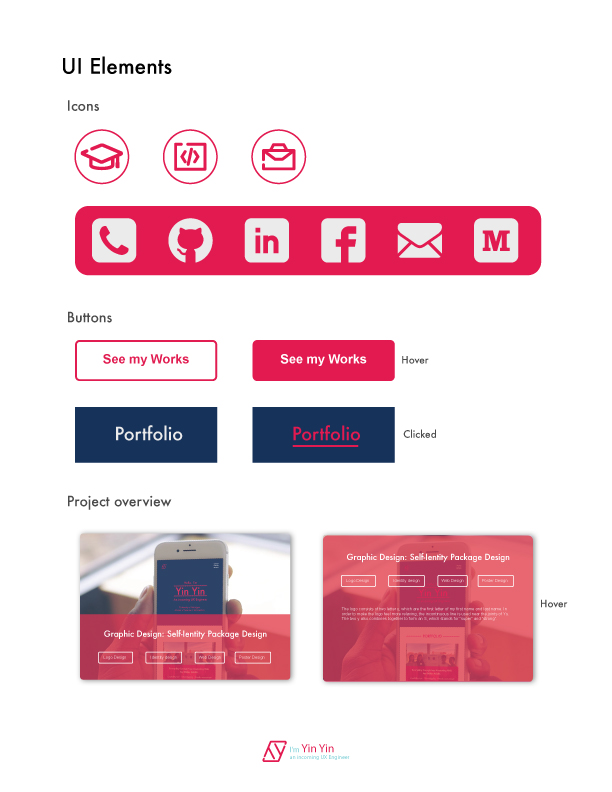 UI Elements
Icons
in
f
M
Buttons
See my Works
See my Works
Hover
Portfolio
Portfolio
Clicked
Project overview
Yin Yin
Graphic Design: Self-Ientity Package Design
Logo Design
Identity design
Web Design
Poster Design
Graphic Design: Self-Ientity Package Design
Logo Design
Identity design
Web Design
Poster Design
Hover
I'm Yin Yin
an incoming UX Engineer